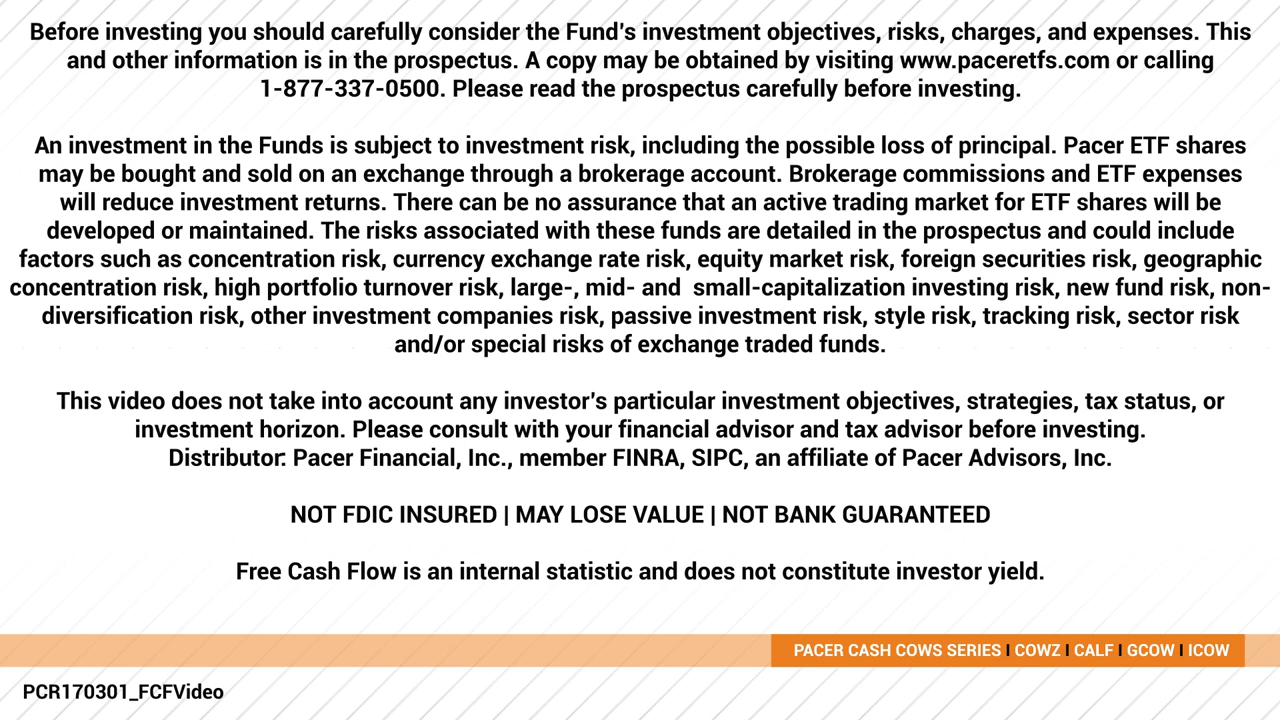 Before investing you should carefully consider the Fund's investment objectives, risks, charges, and expenses. This
and other information is in the prospectus. A copy may be obtained by visiting www.paceretfs.com or calling
1-877-337-0500. Please read the prospectus carefully before investing.
An investment in the Funds is subject to investment risk, including the possible loss of principal. Pacer ETF shares
may be bought and sold on an exchange through a brokerage account. Brokerage commissions and ETF expenses
will reduce investment returns. There can be no assurance that an active trading market for ETF shares will be
developed or maintained. The risks associated with these funds are detailed in the prospectus and could include
factors such as concentration risk, currency exchange rate risk, equity market risk, foreign securities risk, geographic
concentration risk, high portfolio turnover risk, large-, mid- and  small-capitalization investing risk, new fund risk, non-
diversification risk, other investment companies risk, passive investment risk, style risk, tracking risk, sector risk
and/or special risks of exchange traded funds.
This video does not take into account any investor's particular investment objectives, strategies, tax status, or
investment horizon. Please consult with your financial advisor and tax advisor before investing.
Distributor: Pacer Financial, Inc., member FINRA, SIPC, an affiliate of Pacer Advisors, Inc.
NOT FDIC INSURED | MAY LOSE VALUE | NOT BANK GUARANTEED
Free Cash Flow is an internal statistic and does not constitute investor yield.
PACER CASH COWS SERIES | COWZ | CALF | GCOW | ICOW
PCR170301_FCFVideo